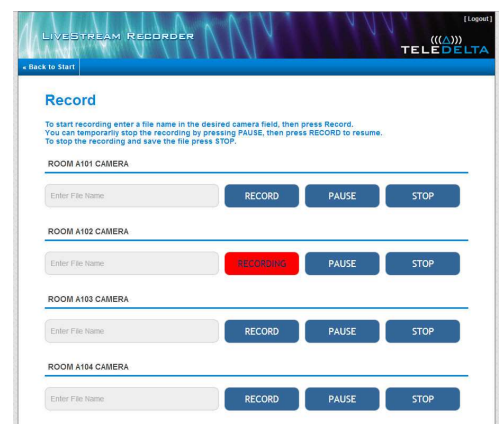 [ Logout ]
LiveStream Recorder
(((△)))
TELEDELTA
« Back to Start
Record
To start recording enter a file name in the desired camera field, then press Record.
You can temporarliy stop the recording by pressing PAUSE, then press RECORD to resume.
To stop the recording and save the file press STOP.
ROOM A101 CAMERA
Enter File Name RECORD PAUSE STOP
ROOM A102 CAMERA
Enter File Name RECORDING PAUSE STOP
ROOM A103 CAMERA
Enter File Name RECORD PAUSE STOP
ROOM A104 CAMERA
Enter File Name RECORD PAUSE STOP